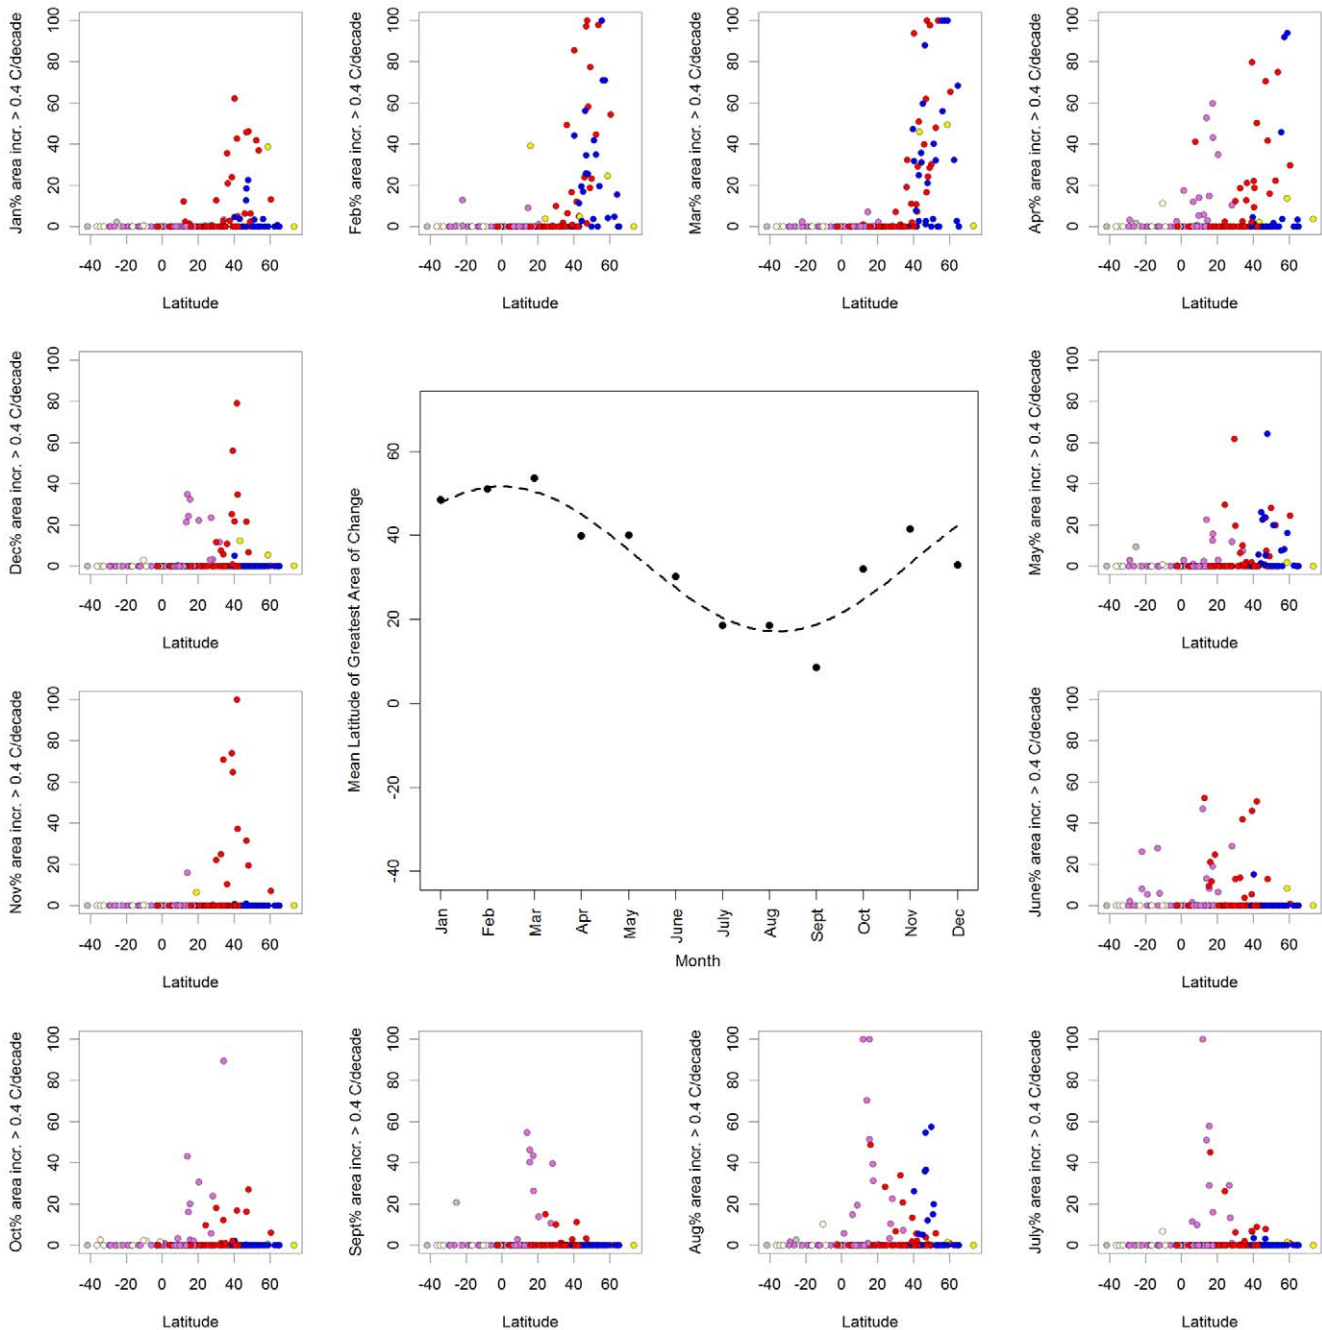 Jan% area incr. > 0.4 C/decade
0 20 40 60 80 100
-40 -20 0 20 40 60
Latitude
Feb% area incr. > 0.4 C/decade
0 20 40 60 80 100
-40 -20 0 20 40 60
Latitude
Mar% area incr. > 0.4 C/decade
0 20 40 60 80 100
-40 -20 0 20 40 60
Latitude
Apr% area incr. > 0.4 C/decade
0 20 40 60 80 100
-40 -20 0 20 40 60
Latitude
Dec% area incr. > 0.4 C/decade
0 20 40 60 80 100
-40 -20 0 20 40 60
Latitude
Mean Latitude of Greatest Area of Change
-40 -20 0 20 40 60
Jan Feb Mar Apr May June July Aug Sept Oct Nov Dec
Month
May% area incr. > 0.4 C/decade
0 20 40 60 80 100
-40 -20 0 20 40 60
Latitude
Nov% area incr. > 0.4 C/decade
0 20 40 60 80 100
-40 -20 0 20 40 60
Latitude
June% area incr. > 0.4 C/decade
0 20 40 60 80 100
-40 -20 0 20 40 60
Latitude
Oct% area incr. > 0.4 C/decade
0 20 40 60 80 100
-40 -20 0 20 40 60
Latitude
Sept% area incr. > 0.4 C/decade
0 20 40 60 80 100
-40 -20 0 20 40 60
Latitude
Aug% area incr. > 0.4 C/decade
0 20 40 60 80 100
-40 -20 0 20 40 60
Latitude
July% area incr. > 0.4 C/decade
0 20 40 60 80 100
-40 -20 0 20 40 60
Latitude